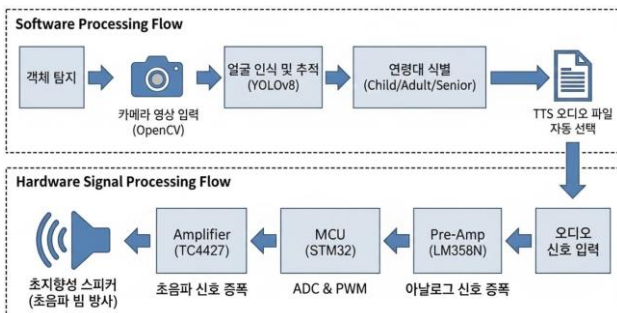 Software Processing Flow
객체 탐지
카메라 영상 입력
(OpenCV)
얼굴 인식 및 추적
(YOLOv8)
연령대 식별
(Child/Adult/Senior)
TTS 오디오 파일
자동 선택
Hardware Signal Processing Flow
초지향성 스피커
(초음파 빔 방사)
Amplifier
(TC4427)
초음파 신호 증폭
MCU
(STM32)
ADC & PWM
Pre-Amp
(LM358N)
아날로그 신호 증폭
오디오
신호 입력